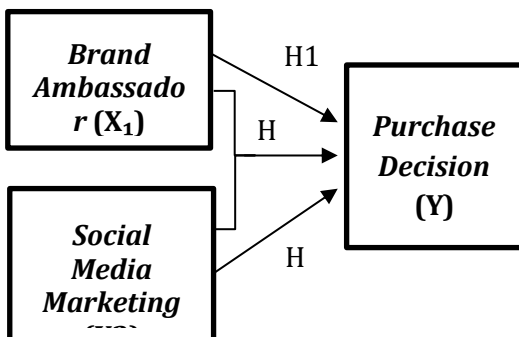 Brand
Ambassado
r (X₁)
H1
H
Purchase
Decision
(Y)
Social
Media
Marketing
H